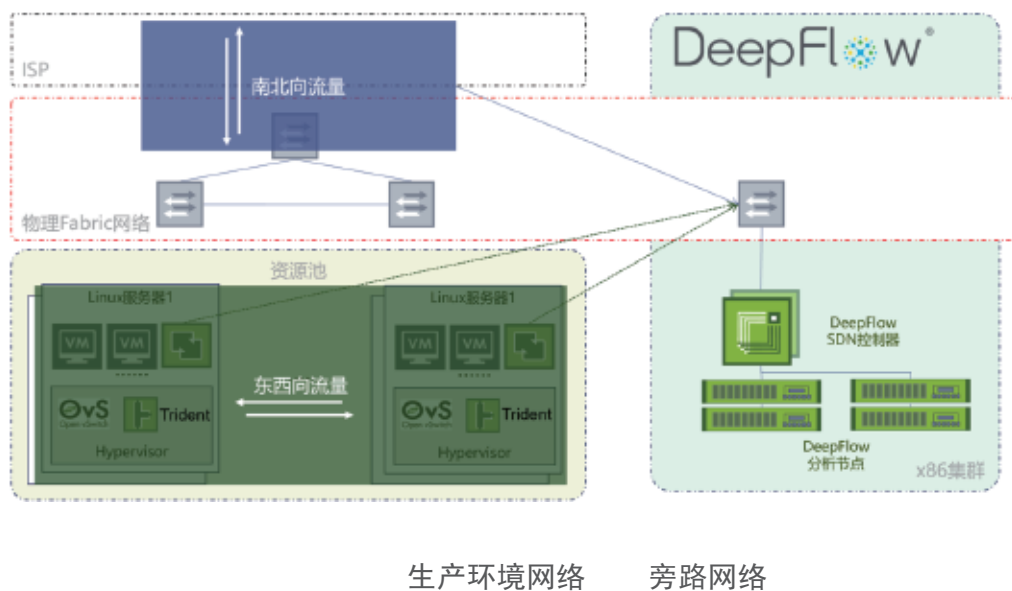 ISP
南北向流量
DeepFlow®
物理Fabric网络
资源池
Linux服务器1
VM
VM
......
OvS
Open vSwitch
Trident
Hypervisor
东西向流量
Linux服务器1
VM
VM
......
OvS
Open vSwitch
Trident
Hypervisor
DeepFlow
SDN控制器
DeepFlow
分析节点
x86集群
生产环境网络
旁路网络